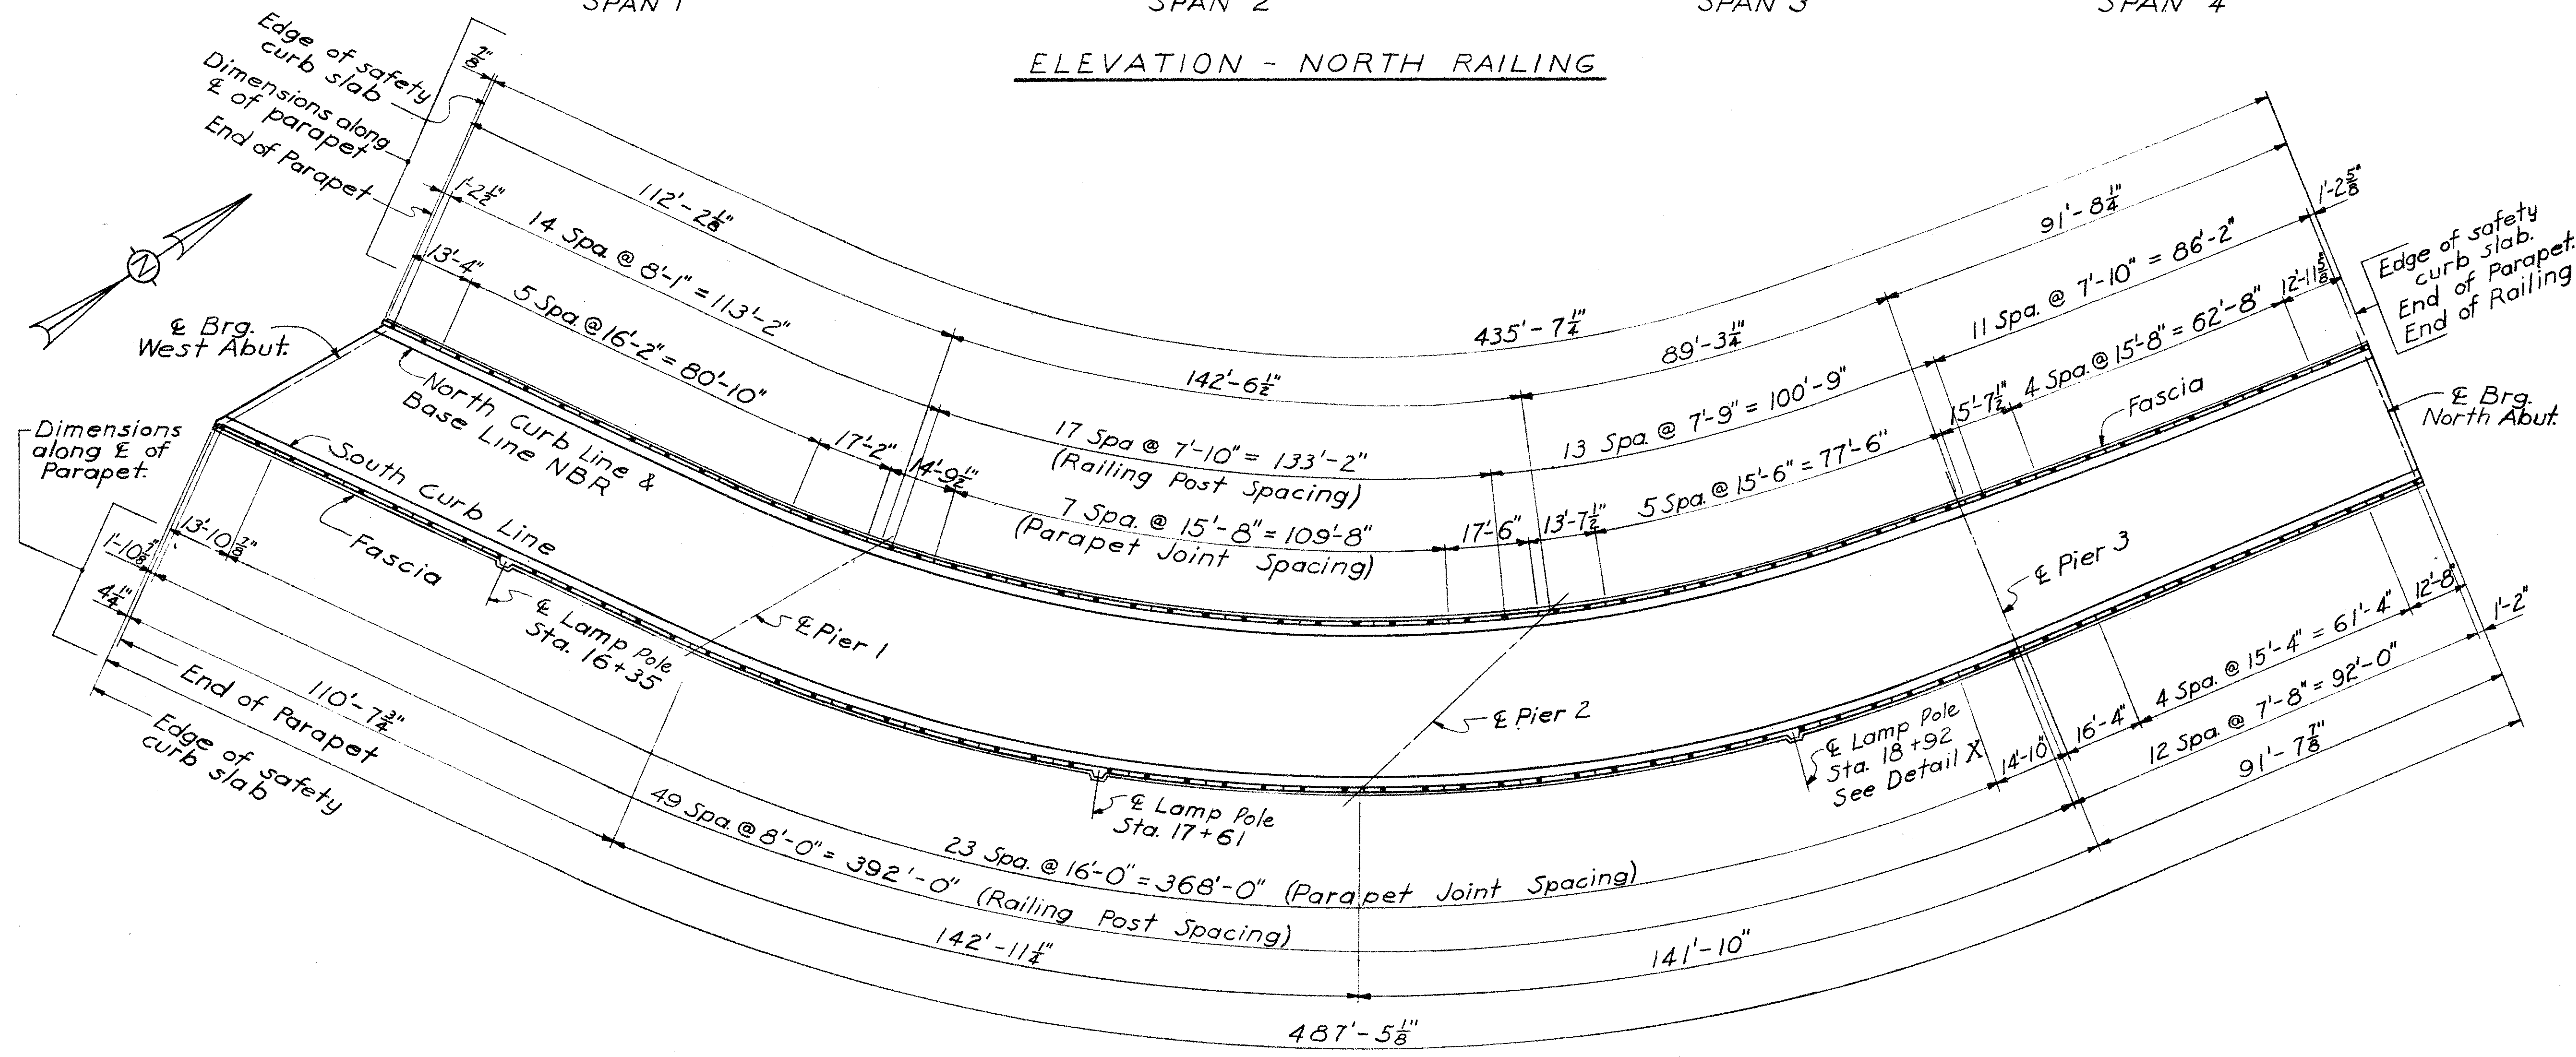 SPAN 1
SPAN 2
SPAN 3
SPAN 4
ELEVATION - NORTH RAILING
Edge of safety
curb slab
Dimensions along
℄ of parapet
End of Parapet
7/8"
435'-7 1/4"
112'-2 1/8"
142'-6 1/2"
89'-3 1/4"
91'-8 1/4"
1'-2 1/2"
14 Spa. @ 8'-1" = 113'-2"
17 Spa @ 7'-10" = 133'-2"
(Railing Post Spacing)
13 Spa. @ 7'-9" = 100'-9"
11 Spa. @ 7'-10" = 86'-2"
1'-2 5/8"
13'-4"
5 Spa. @ 16'-2" = 80'-10"
17'-2"
14'-9 1/2"
7 Spa. @ 15'-8" = 109'-8"
(Parapet Joint Spacing)
17'-6"
13'-7 1/2"
5 Spa. @ 15'-6" = 77'-6"
15'-7 1/2"
4 Spa. @ 15'-8" = 62'-8"
12'-11 5/8"
Edge of safety
curb slab.
End of Parapet.
End of Railing
N
℄ Brg.
West Abut.
North Curb Line &
Base Line NBR
Fascia
℄ Brg.
North Abut.
Dimensions
along ℄ of
Parapet.
South Curb Line
Fascia
℄ Lamp Pole
Sta. 16+35
℄ Pier 1
℄ Pier 2
℄ Pier 3
℄ Lamp Pole
Sta. 17+61
℄ Lamp Pole
Sta. 18+92
See Detail X
1'-10 7/8"
13'-10 7/8"
4 1/4"
23 Spa. @ 16'-0" = 368'-0" (Parapet Joint Spacing)
14'-10"
16'-4"
4 Spa. @ 15'-4" = 61'-4"
12'-8"
49 Spa. @ 8'-0" = 392'-0" (Railing Post Spacing)
12 Spa. @ 7'-8" = 92'-0"
1'-2"
End of Parapet
110'-7 3/4"
142'-11 1/4"
141'-10"
91'-7 7/8"
Edge of safety
curb slab
487'-5 1/8"